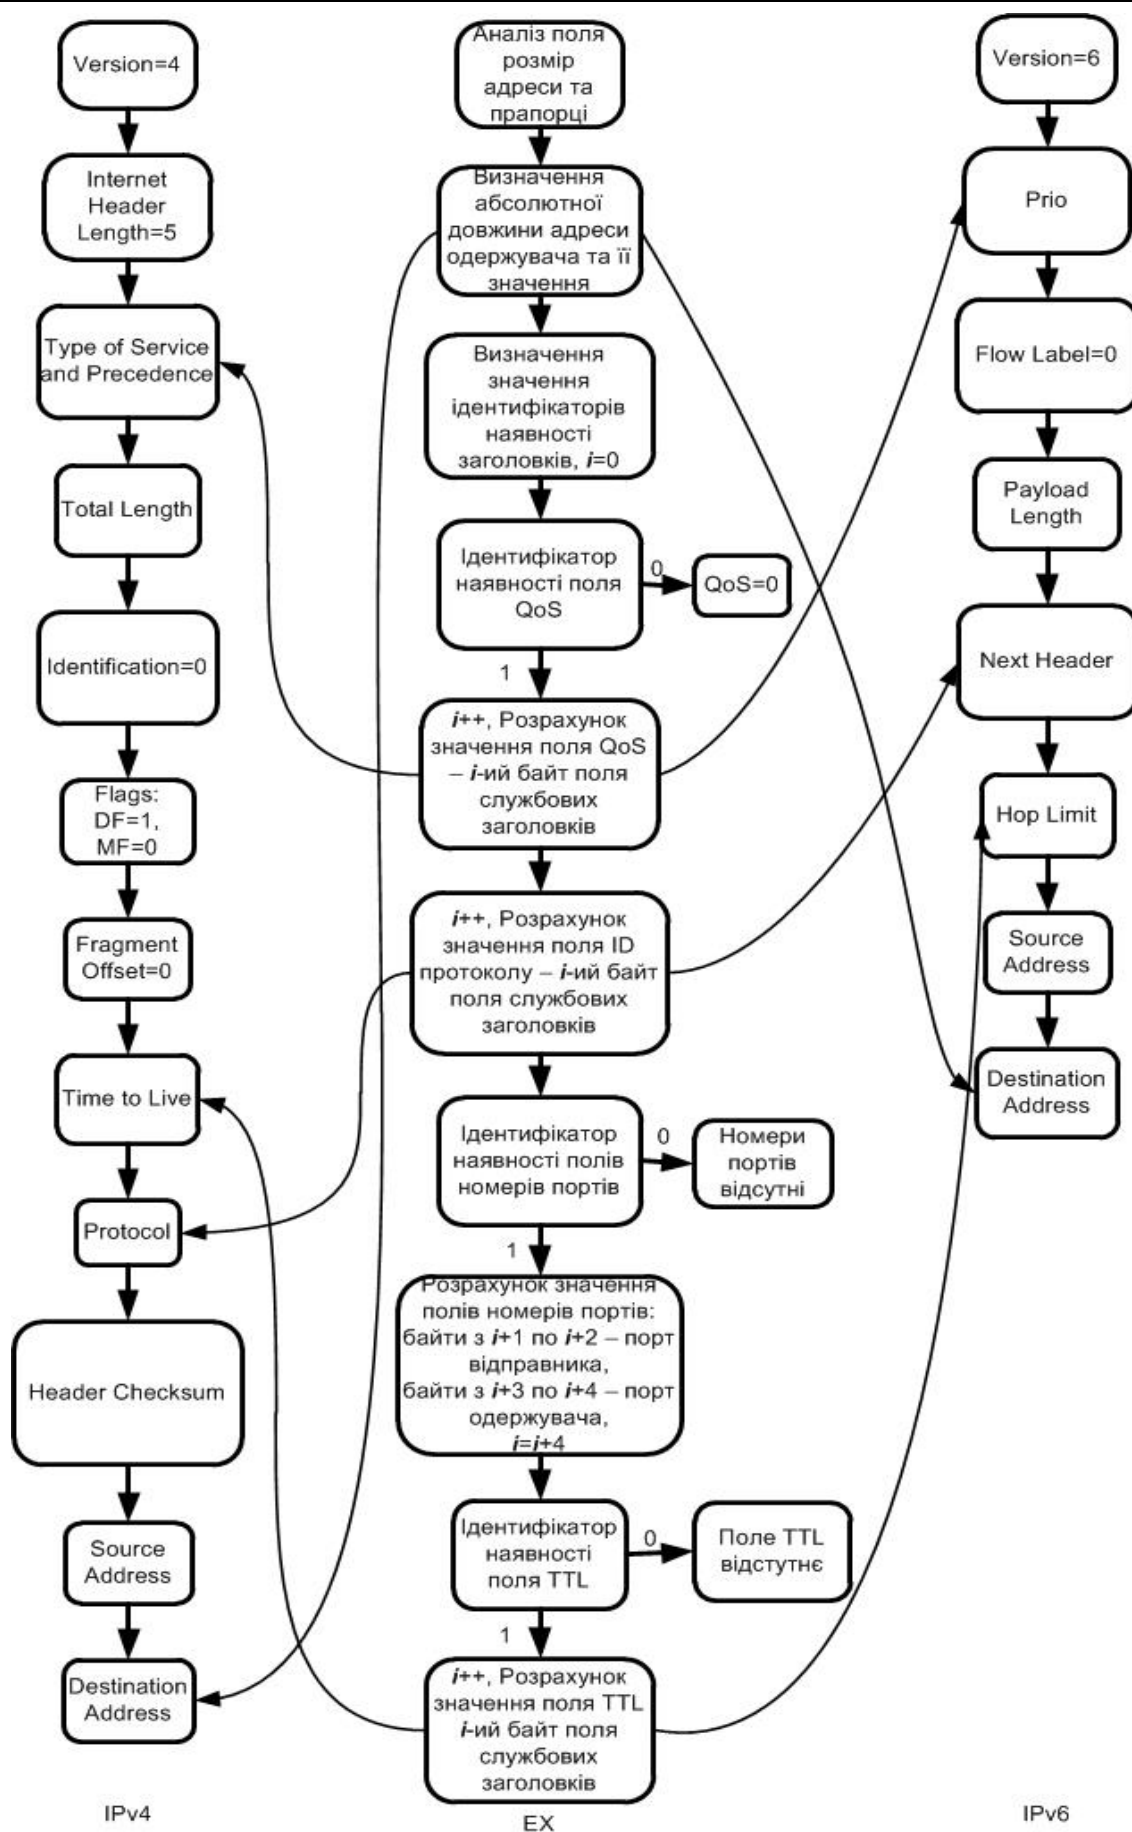 Version=4
Internet
Header
Length=5
Type of Service
and Precedence
Total Length
Identification=0
Flags:
DF=1,
MF=0
Fragment
Offset=0
Time to Live
Protocol
Header Checksum
Source
Address
Destination
Address
IPv4
Аналіз поля
розмір
адреси та
прапорці
Визначення
абсолютної
довжини адреси
одержувача та її
значення
Визначення
значення
ідентифікаторів
наявності
заголовків, i=0
Ідентифікатор
наявності поля
QoS
0
QoS=0
1
i++, Розрахунок
значення поля QoS
– i-ий байт поля
службових
заголовків
i++, Розрахунок
значення поля ID
протоколу – i-ий байт
поля службових
заголовків
Ідентифікатор
наявності полів
номерів портів
0
Номери
портів
відсутні
1
Розрахунок значення
полів номерів портів:
байти з i+1 по i+2 – порт
відправника,
байти з i+3 по i+4 – порт
одержувача,
i=i+4
Ідентифікатор
наявності
поля TTL
0
Поле TTL
відстутнє
1
i++, Розрахунок
значення поля TTL
i-ий байт поля
службових
заголовків
EX
Version=6
Prio
Flow Label=0
Payload
Length
Next Header
Hop Limit
Source
Address
Destination
Address
IPv6